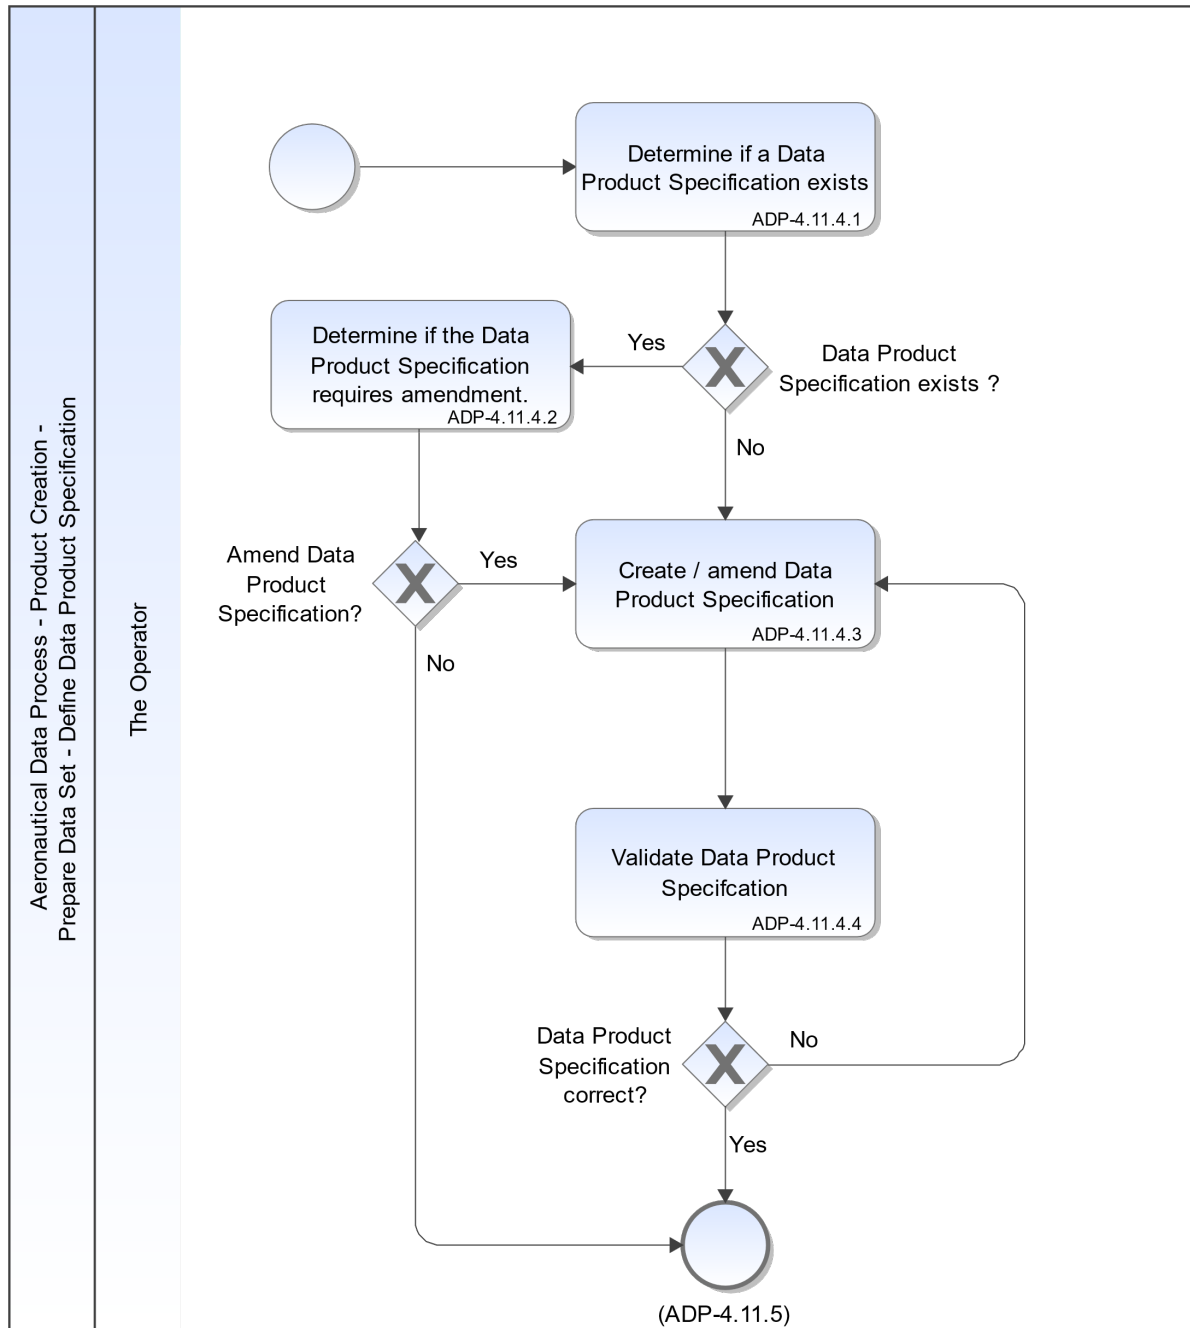 Aeronautical Data Process - Product Creation -
Prepare Data Set - Define Data Product Specification
The Operator
Determine if a Data
Product Specification exists
ADP-4.11.4.1
Data Product
Specification exists ?
Yes
No
Determine if the Data
Product Specification
requires amendment.
ADP-4.11.4.2
Amend Data
Product
Specification?
Yes
No
Create / amend Data
Product Specification
ADP-4.11.4.3
Validate Data Product
Specifcation
ADP-4.11.4.4
Data Product
Specification
correct?
No
Yes
(ADP-4.11.5)